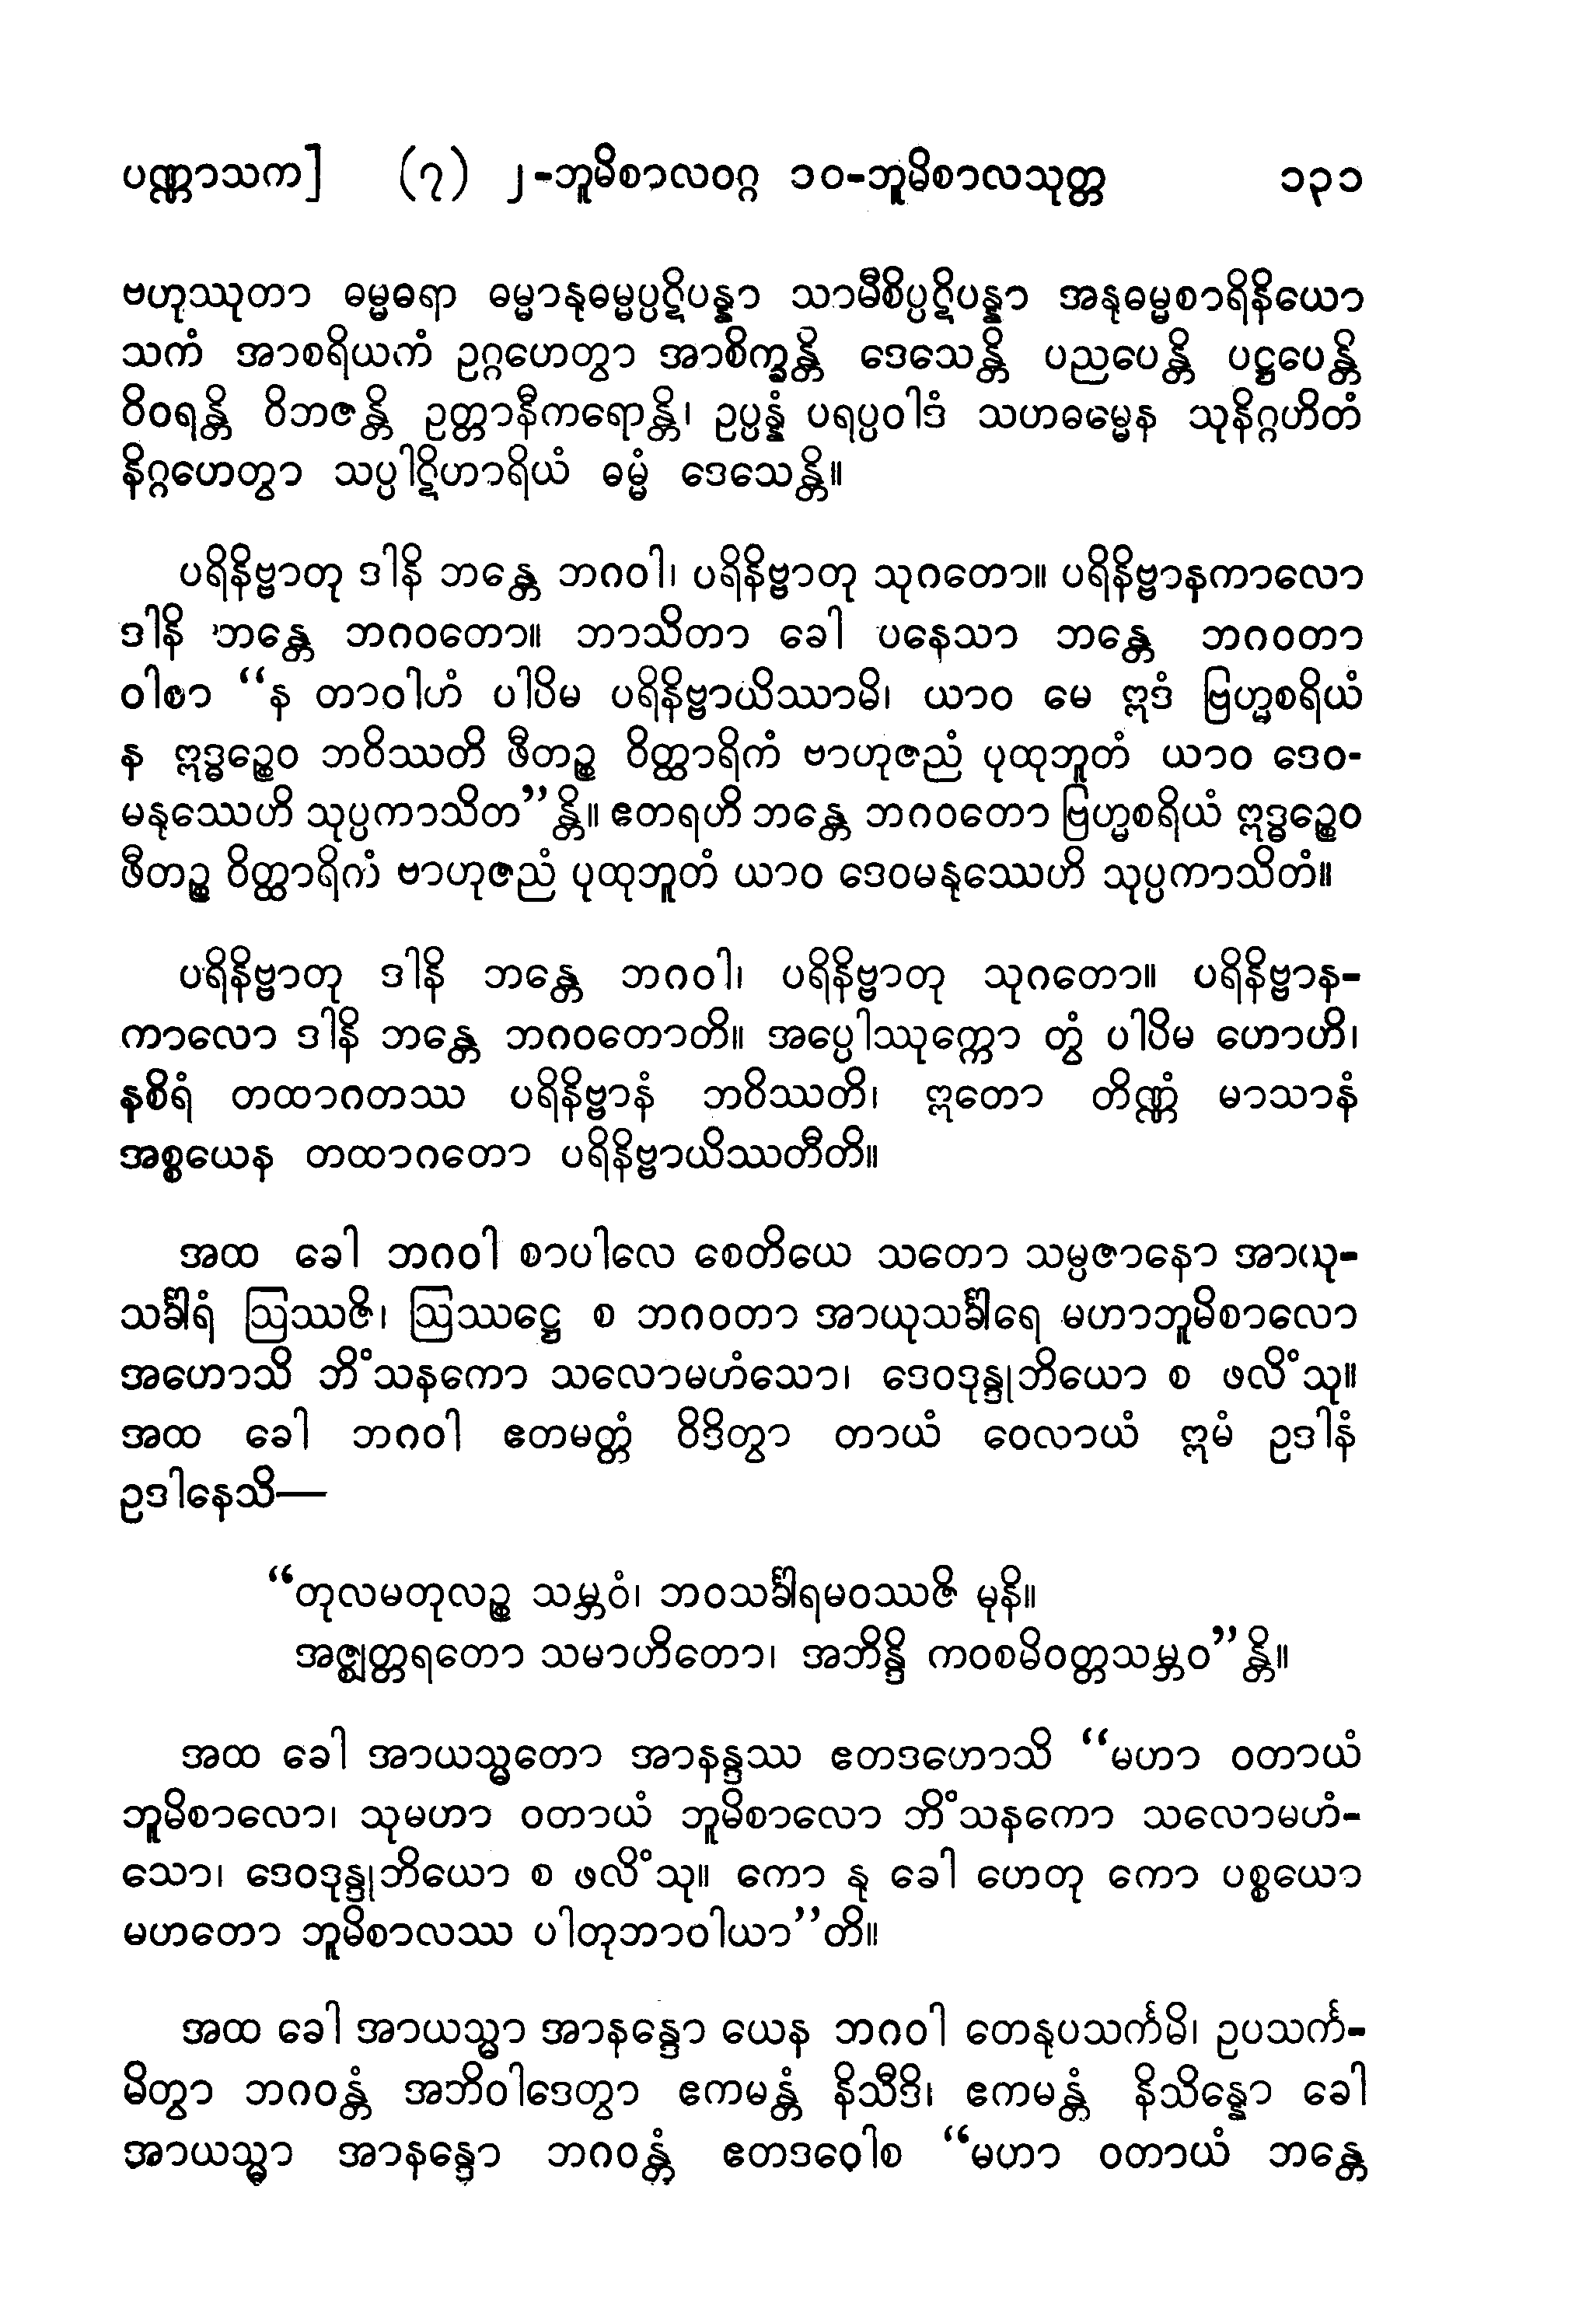 ပဏ္ဏာသက] (၇) ၂-ဘူမိစာလဝဂ္ဂ ၁၀-ဘူမိစာလသုတ္တ ၁၃၁
ဗဟုဿုတာ ဓမ္မဓရာ ဓမ္မာနုဓမ္မပ္ပဋိပန္နာ သာမီစိပ္ပဋိပန္နာ အနုဓမ္မစာရိနိယော
သကံ အာစရိယကံ ဥဂ္ဂဟေတွာ အာစိက္ခန္တိ ဒေသေန္တိ ပညပေန္တိ ပဋ္ဌပေန္တိ
ဝိဝရန္တိ ဝိဘဇန္တိ ဥတ္တာနီကရောန္တိ၊ ဥပ္ပန္နံ ပရပ္ပဝါဒံ သဟဓမ္မေန သုနိဂ္ဂဟိတံ
နိဂ္ဂဟေတွာ သပ္ပါဋိဟာရိယံ ဓမ္မံ ဒေသေန္တိ။
ပရိနိဗ္ဗာတု ဒါနိ ဘန္တေ ဘဂဝါ၊ ပရိနိဗ္ဗာတု သုဂတော။ ပရိနိဗ္ဗာနကာလော
ဒါနိ ဘန္တေ ဘဂဝတော။ ဘာသိတာ ခေါ ပနေသာ ဘန္တေ ဘဂဝတာ
ဝါစာ “န တာဝါဟံ ပါပိမ ပရိနိဗ္ဗာယိဿာမိ၊ ယာဝ မေ ဣဒံ ဗြဟ္မစရိယံ
န ဣဒ္ဓဉ္စေဝ ဘဝိဿတိ ဖီတဉ္စ ဝိတ္ထာရိကံ ဗာဟုဇညံ ပုထုဘူတံ ယာဝ ဒေဝ-
မနုဿေဟိ သုပ္ပကာသိတ”န္တိ။ ဧတရဟိ ဘန္တေ ဘဂဝတော ဗြဟ္မစရိယံ ဣဒ္ဓဉ္စေဝ
ဖီတဉ္စ ဝိတ္ထာရိကံ ဗာဟုဇညံ ပုထုဘူတံ ယာဝ ဒေဝမနုဿေဟိ သုပ္ပကာသိတံ။
ပရိနိဗ္ဗာတု ဒါနိ ဘန္တေ ဘဂဝါ၊ ပရိနိဗ္ဗာတု သုဂတော။ ပရိနိဗ္ဗာန-
ကာလော ဒါနိ ဘန္တေ ဘဂဝတောတိ။ အပ္ပေါဿုက္ကော တွံ ပါပိမ ဟောဟိ၊
နစိရံ တထာဂတဿ ပရိနိဗ္ဗာနံ ဘဝိဿတိ၊ ဣတော တိဏ္ဏံ မာသာနံ
အစ္စယေန တထာဂတော ပရိနိဗ္ဗာယိဿတီတိ။
အထ ခေါ ဘဂဝါ စာပါလေ စေတိယေ သတော သမ္ပဇာနော အာယု-
သင်္ခါရံ ဩဿဇိ၊ ဩဿဋ္ဌေ စ ဘဂဝတာ အာယုသင်္ခါရေ မဟာဘူမိစာလော
အဟောသိ ဘိံသနကော သလောမဟံသော၊ ဒေဝဒုန္ဒုဘိယော စ ဖလိံသု။
အထ ခေါ ဘဂဝါ ဧတမတ္ထံ ဝိဒိတွာ တာယံ ဝေလာယံ ဣမံ ဥဒါနံ
ဥဒါနေသိ—
“တုလမတုလဉ္စ သမ္ဘဝံ၊ ဘဝသင်္ခါရမဝဿဇိ မုနိ။
အဇ္ဈတ္တရတော သမာဟိတော၊ အဘိန္ဒိ ကဝစမိဝတ္တသမ္ဘဝ”န္တိ။
အထ ခေါ အာယသ္မတော အာနန္ဒဿ ဧတဒဟောသိ “မဟာ ဝတာယံ
ဘူမိစာလော၊ သုမဟာ ဝတာယံ ဘူမိစာလော ဘိံသနကော သလောမဟံ-
သော၊ ဒေဝဒုန္ဒုဘိယော စ ဖလိံသု။ ကော နု ခေါ ဟေတု ကော ပစ္စယော
မဟတော ဘူမိစာလဿ ပါတုဘာဝါယာ”တိ။
အထ ခေါ အာယသ္မာ အာနန္ဒော ယေန ဘဂဝါ တေနုပသင်္ကမိ၊ ဥပသင်္က-
မိတွာ ဘဂဝန္တံ အဘိဝါဒေတွာ ဧကမန္တံ နိသီဒိ၊ ဧကမန္တံ နိသိန္နော ခေါ
အာယသ္မာ အာနန္ဒော ဘဂဝန္တံ ဧတဒဝေါစ “မဟာ ဝတာယံ ဘန္တေ